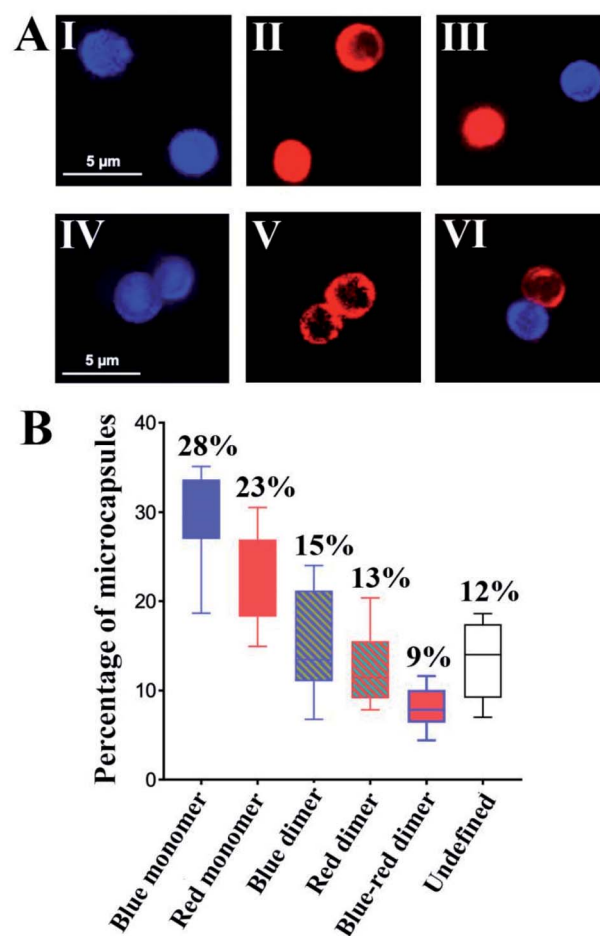 A
I
II
III
5 µm
IV
V
VI
5 µm
B
Percentage of microcapsules
40
30
20
10
0
28%
23%
15%
13%
9%
12%
Blue monomer
Red monomer
Blue dimer
Red dimer
Blue-red dimer
Undefined